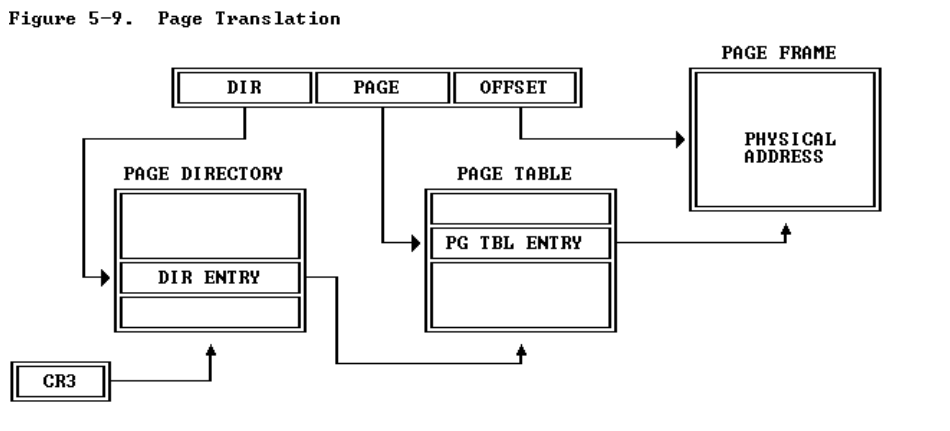 Figure 5-9.  Page Translation
PAGE FRAME
DIR
PAGE
OFFSET
PHYSICAL
ADDRESS
PAGE DIRECTORY
PAGE TABLE
PG TBL ENTRY
DIR ENTRY
CR3